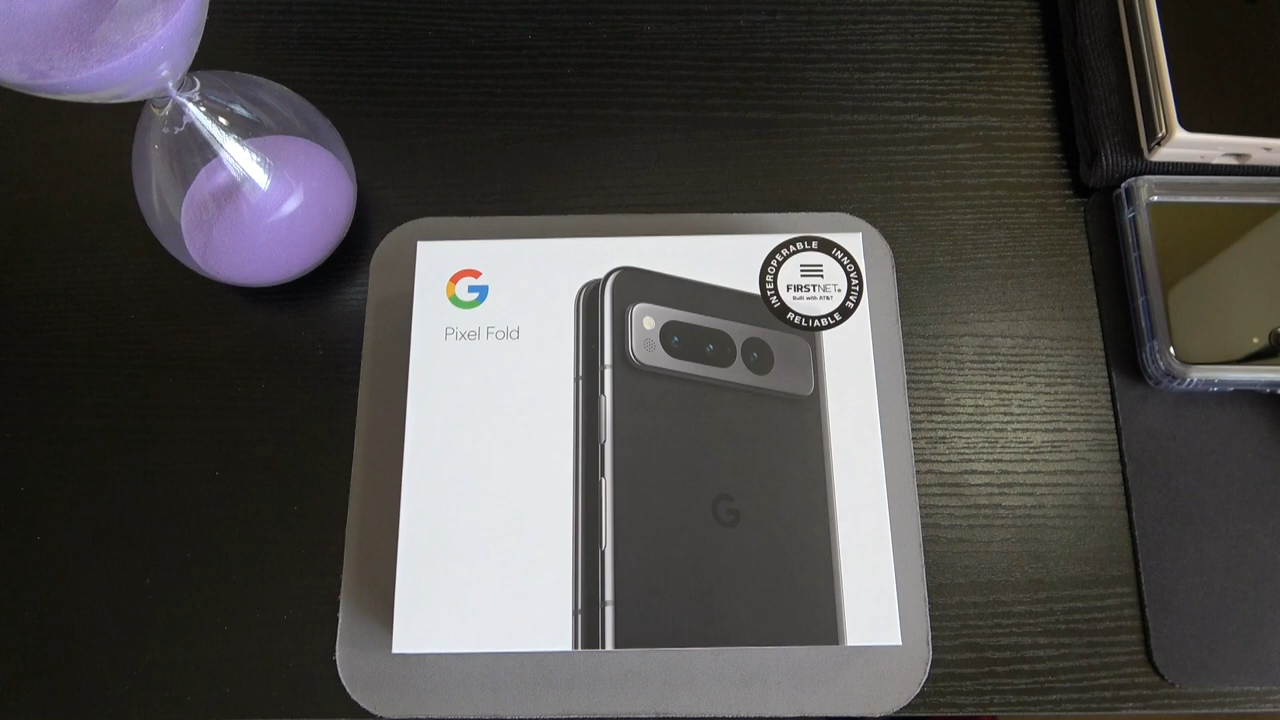 Pixel Fold
INTEROPERABLE
INNOVATIVE
FIRSTNET®
Built with AT&T
RELIABLE